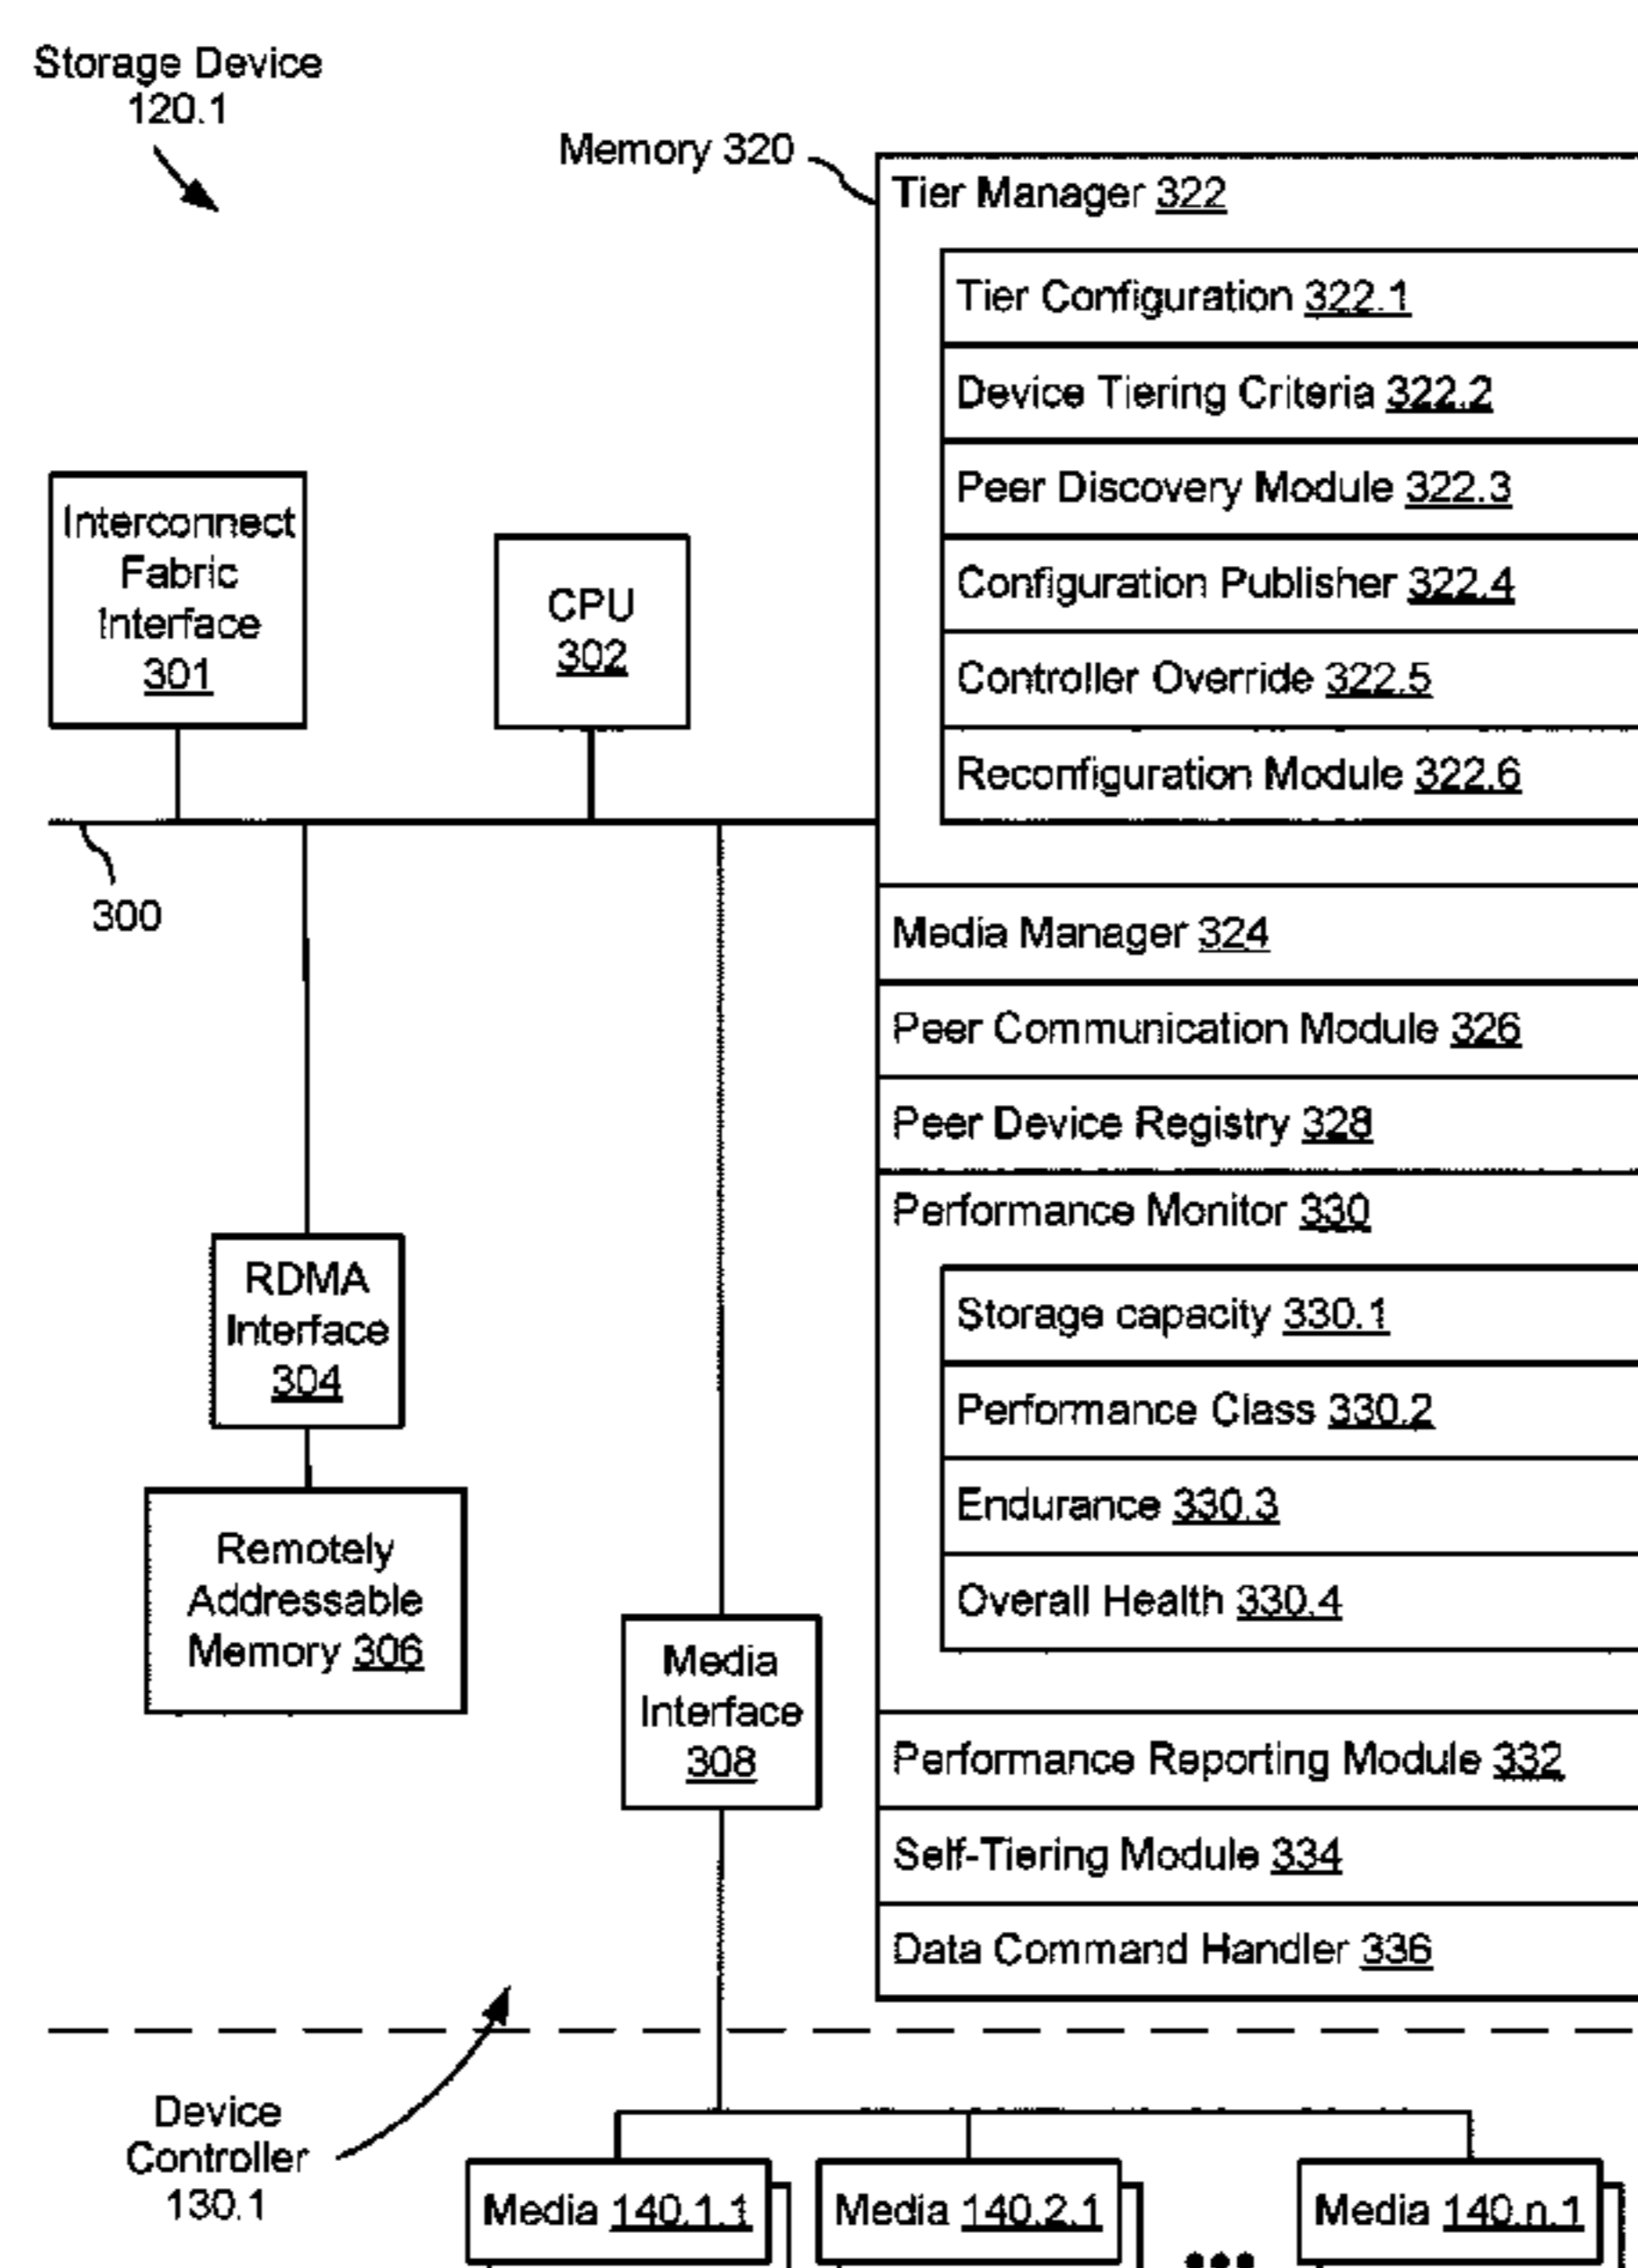 Storage Device
120.1
Memory 320
Tier Manager 322
Tier Configuration 322.1
Device Tiering Criteria 322.2
Peer Discovery Module 322.3
Configuration Publisher 322.4
Controller Override 322.5
Reconfiguration Module 322.6
Interconnect
Fabric
Interface
301
CPU
302
300
Media Manager 324
Peer Communication Module 326
Peer Device Registry 328
Performance Monitor 330
Storage capacity 330.1
Performance Class 330.2
Endurance 330.3
Overall Health 330.4
RDMA
Interface
304
Remotely
Addressable
Memory 306
Media
Interface
308
Performance Reporting Module 332
Self-Tiering Module 334
Data Command Handler 336
Device
Controller
130.1
Media 140.1.1
Media 140.2.1
•••
Media 140.n.1